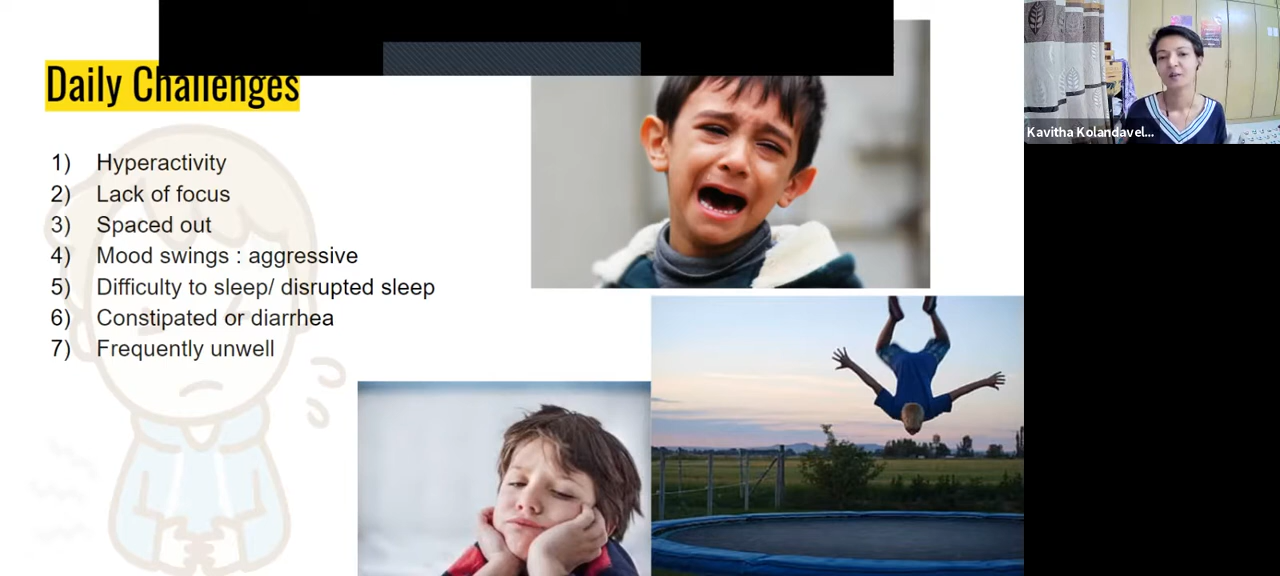 Daily Challenges
1) Hyperactivity
2) Lack of focus
3) Spaced out
4) Mood swings : aggressive
5) Difficulty to sleep/ disrupted sleep
6) Constipated or diarrhea
7) Frequently unwell
Kavitha Kolandavel...